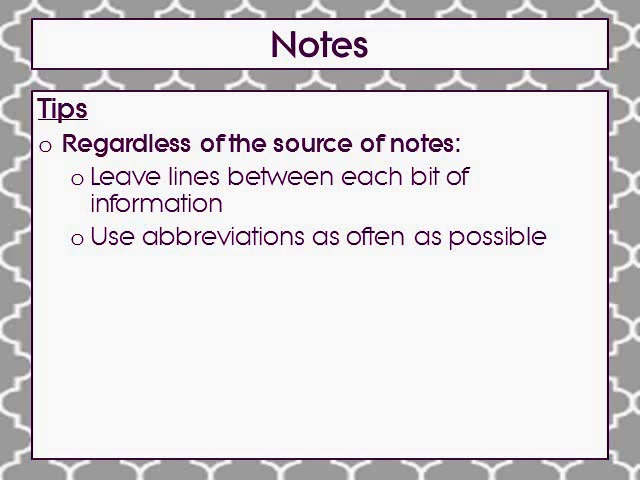 Notes
Tips
o Regardless of the source of notes:
o Leave lines between each bit of
information
o Use abbreviations as often as possible